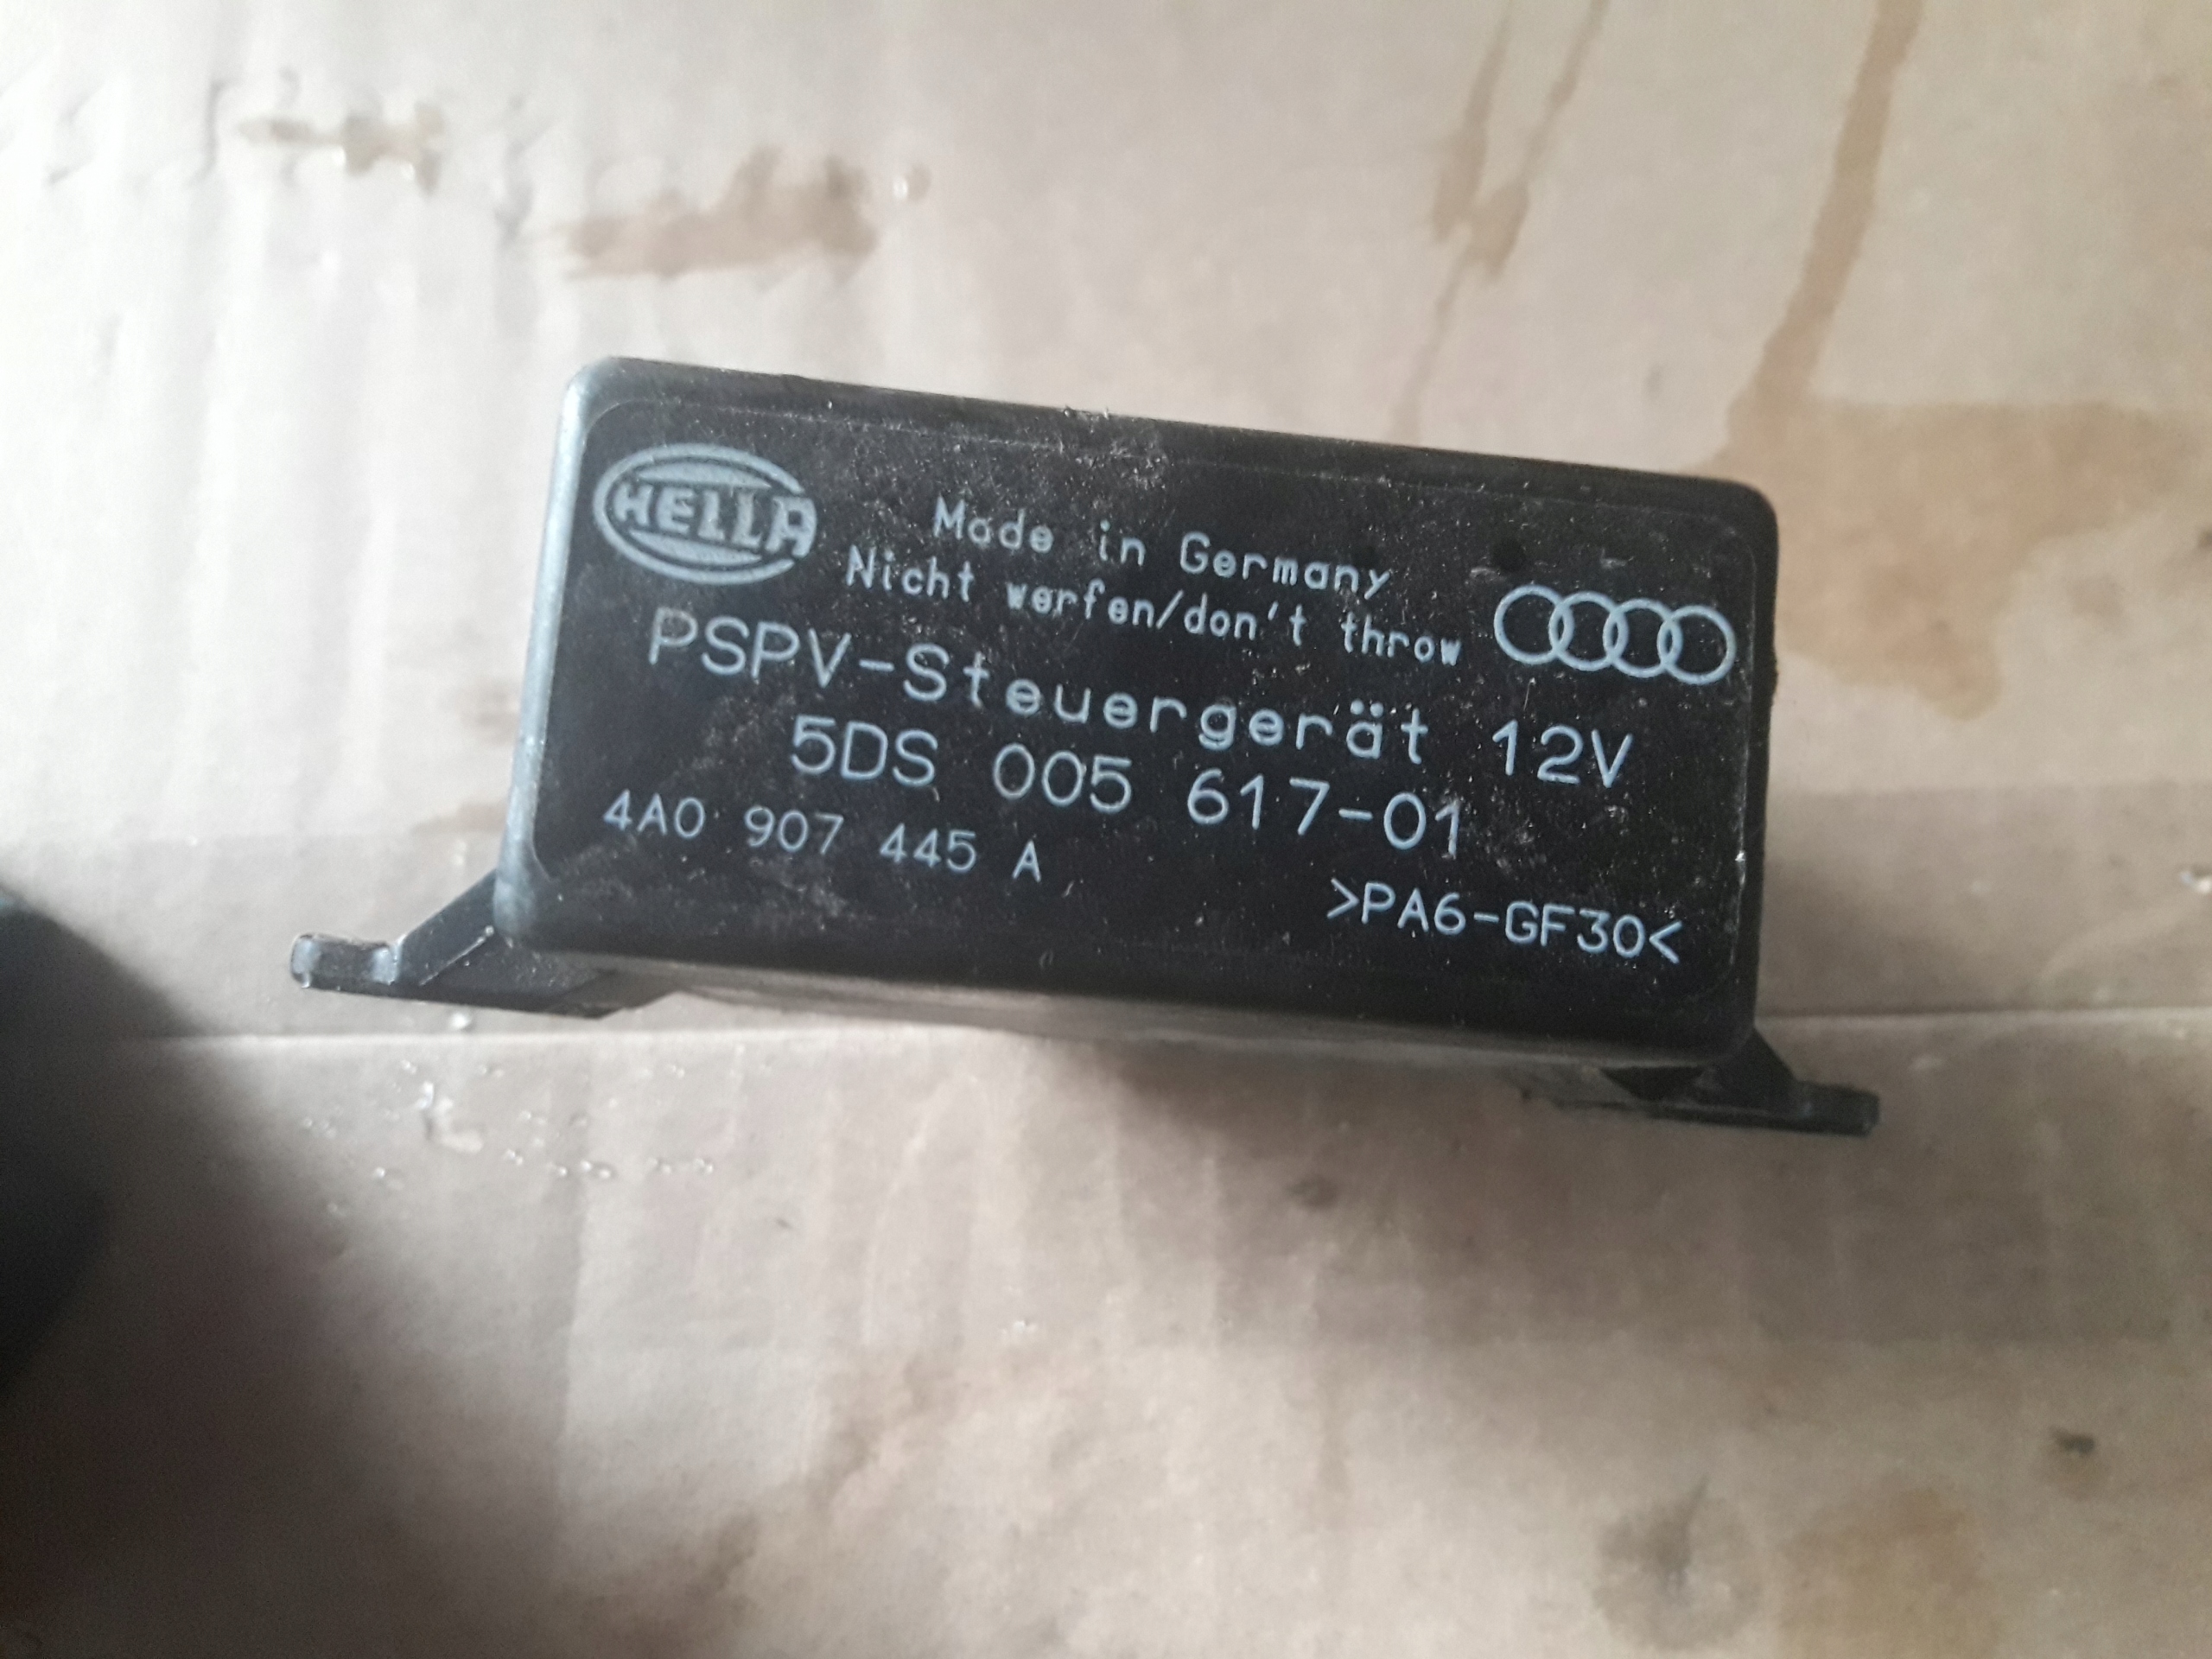 HELLA
Made in Germany
Nicht werfen/don't throw
PSPV-Steuergerät 12V
5DS 005 617-01
4A0 907 445 A
>PA6-GF30<